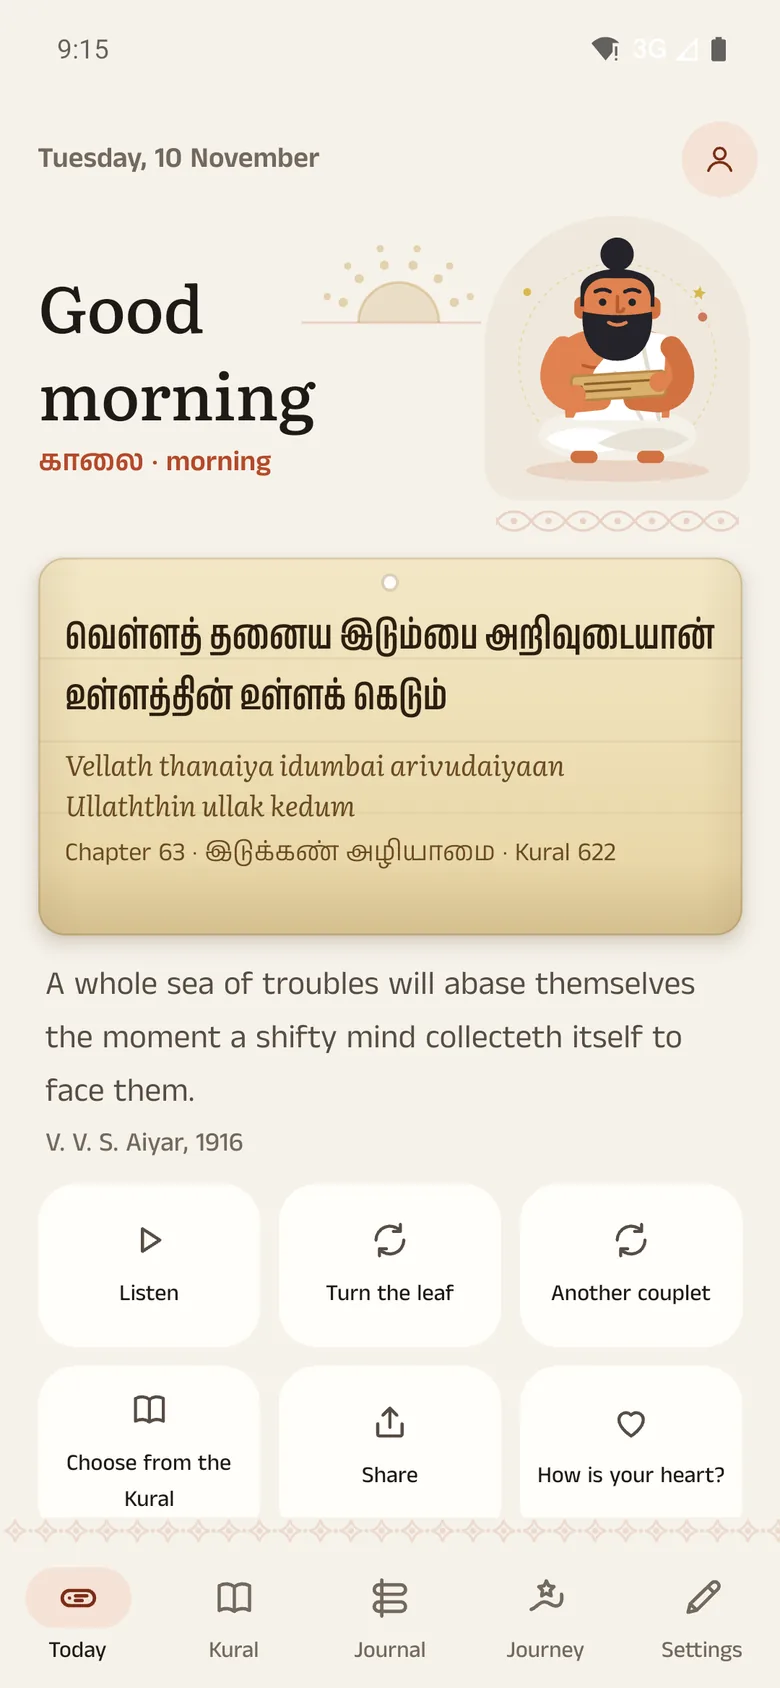 9:15
3G
Tuesday, 10 November
Good
morning
காலை · morning
வெள்ளத் தனைய இடும்பை அறிவுடையான்
உள்ளத்தின் உள்ளக் கெடும்
Vellath thanaiya idumbai arivudaiyaan
Ullaththin ullak kedum
Chapter 63 · இடுக்கண் அழியாமை · Kural 622
A whole sea of troubles will abase themselves
the moment a shifty mind collecteth itself to
face them.
V. V. S. Aiyar, 1916
Listen
Turn the leaf
Another couplet
Choose from the
Kural
Share
How is your heart?
Today
Kural
Journal
Journey
Settings